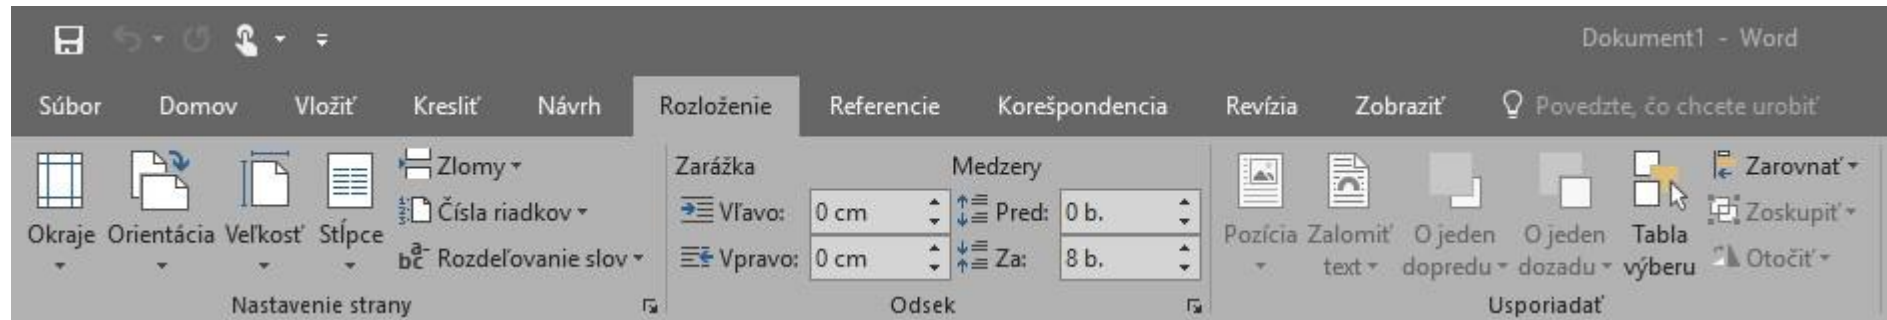 Dokument1 - Word
Súbor Domov Vložiť Kresliť Návrh Rozloženie Referencie Korešpondencia Revízia Zobraziť Povedzte, čo chcete urobiť
Okraje
Orientácia
Veľkosť
Stĺpce
Zlomy
Čísla riadkov
Rozdeľovanie slov
Nastavenie strany
Zarážka
Vľavo: 0 cm
Vpravo: 0 cm
Medzery
Pred: 0 b.
Za: 8 b.
Odsek
Pozícia
Zalomiť
text
O jeden
dopredu
O jeden
dozadu
Tabla
výberu
Zarovnať
Zoskupiť
Otočiť
Usporiadať